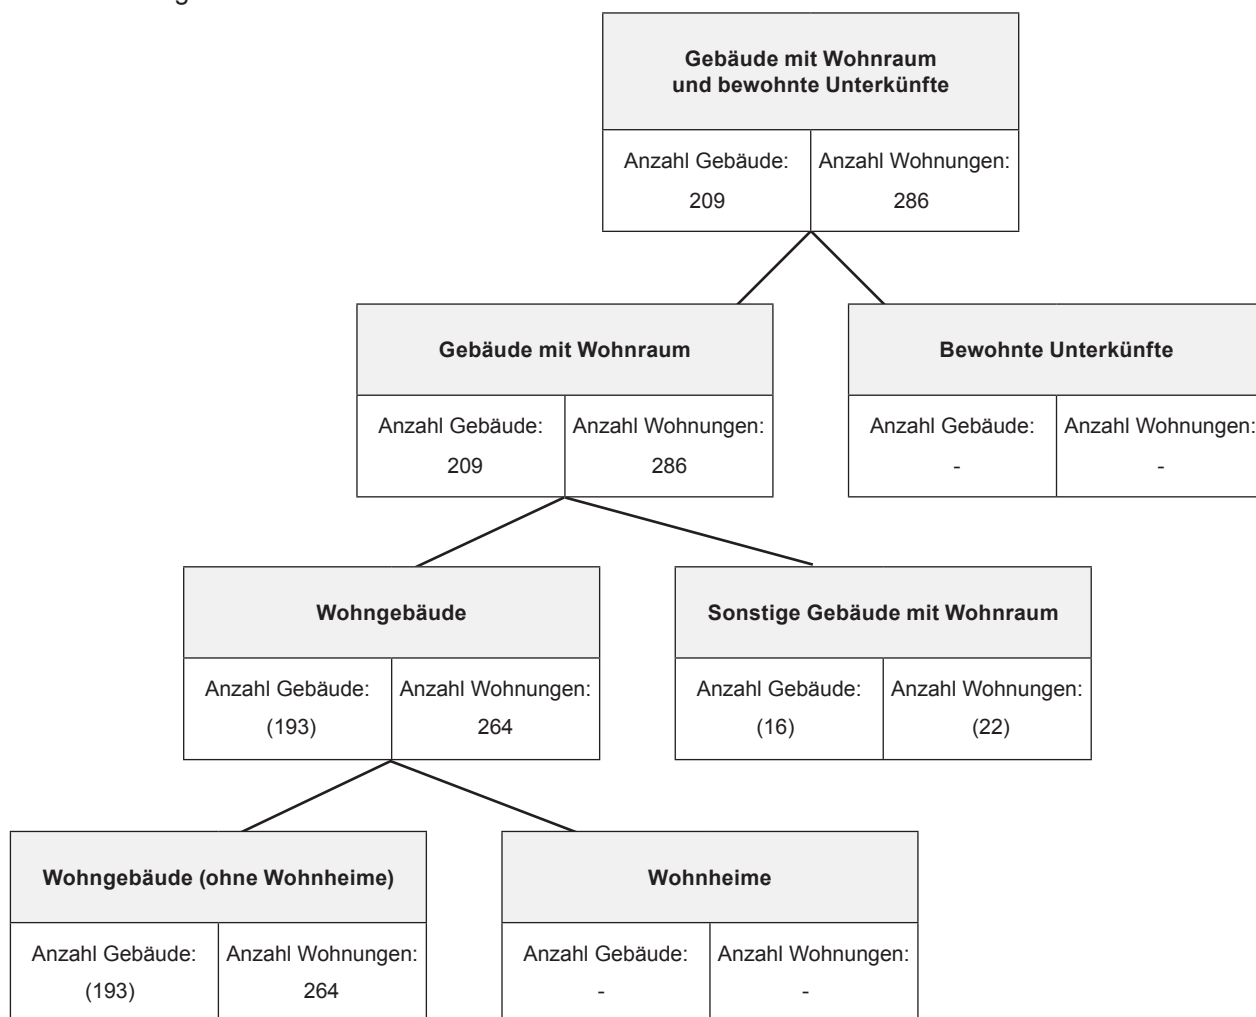 Gebäude mit Wohnraum
und bewohnte Unterkünfte
Anzahl Gebäude: Anzahl Wohnungen:
209 286
Gebäude mit Wohnraum
Anzahl Gebäude: Anzahl Wohnungen:
209 286
Bewohnte Unterkünfte
Anzahl Gebäude: Anzahl Wohnungen:
- -
Wohngebäude
Anzahl Gebäude: Anzahl Wohnungen:
(193) 264
Sonstige Gebäude mit Wohnraum
Anzahl Gebäude: Anzahl Wohnungen:
(16) (22)
Wohngebäude (ohne Wohnheime)
Anzahl Gebäude: Anzahl Wohnungen:
(193) 264
Wohnheime
Anzahl Gebäude: Anzahl Wohnungen:
- -